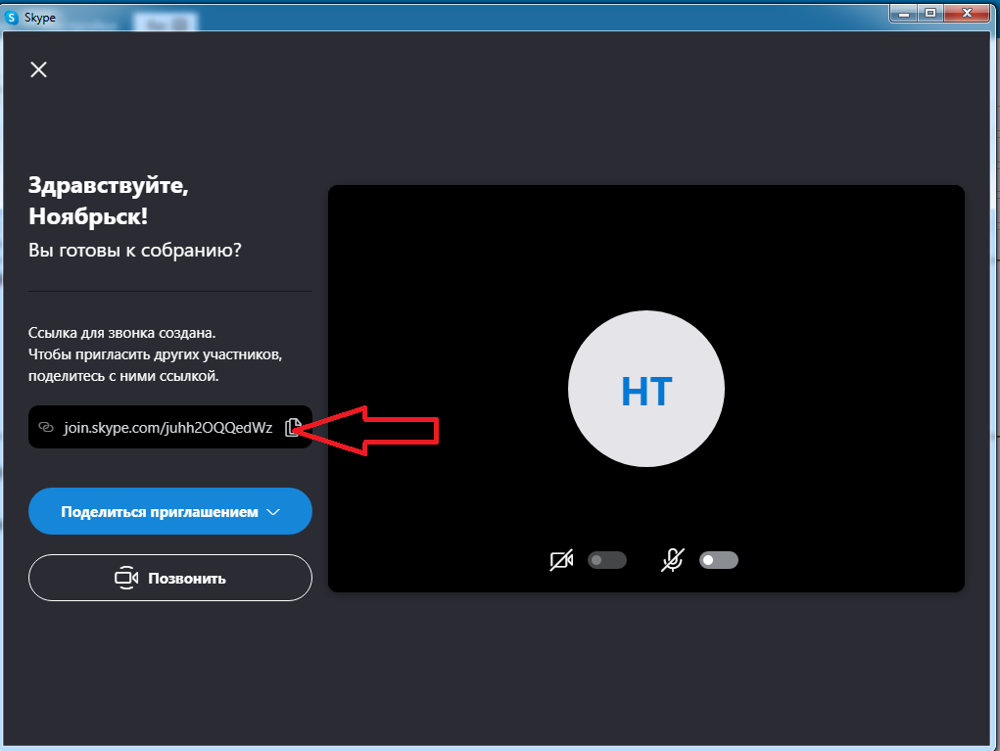 Skype
Здравствуйте,
Ноябрьск!
Вы готовы к собранию?
Ссылка для звонка создана.
Чтобы пригласить других участников,
поделитесь с ними ссылкой.
join.skype.com/juhh2OQQedWz
Поделиться приглашением
Позвонить
НТ